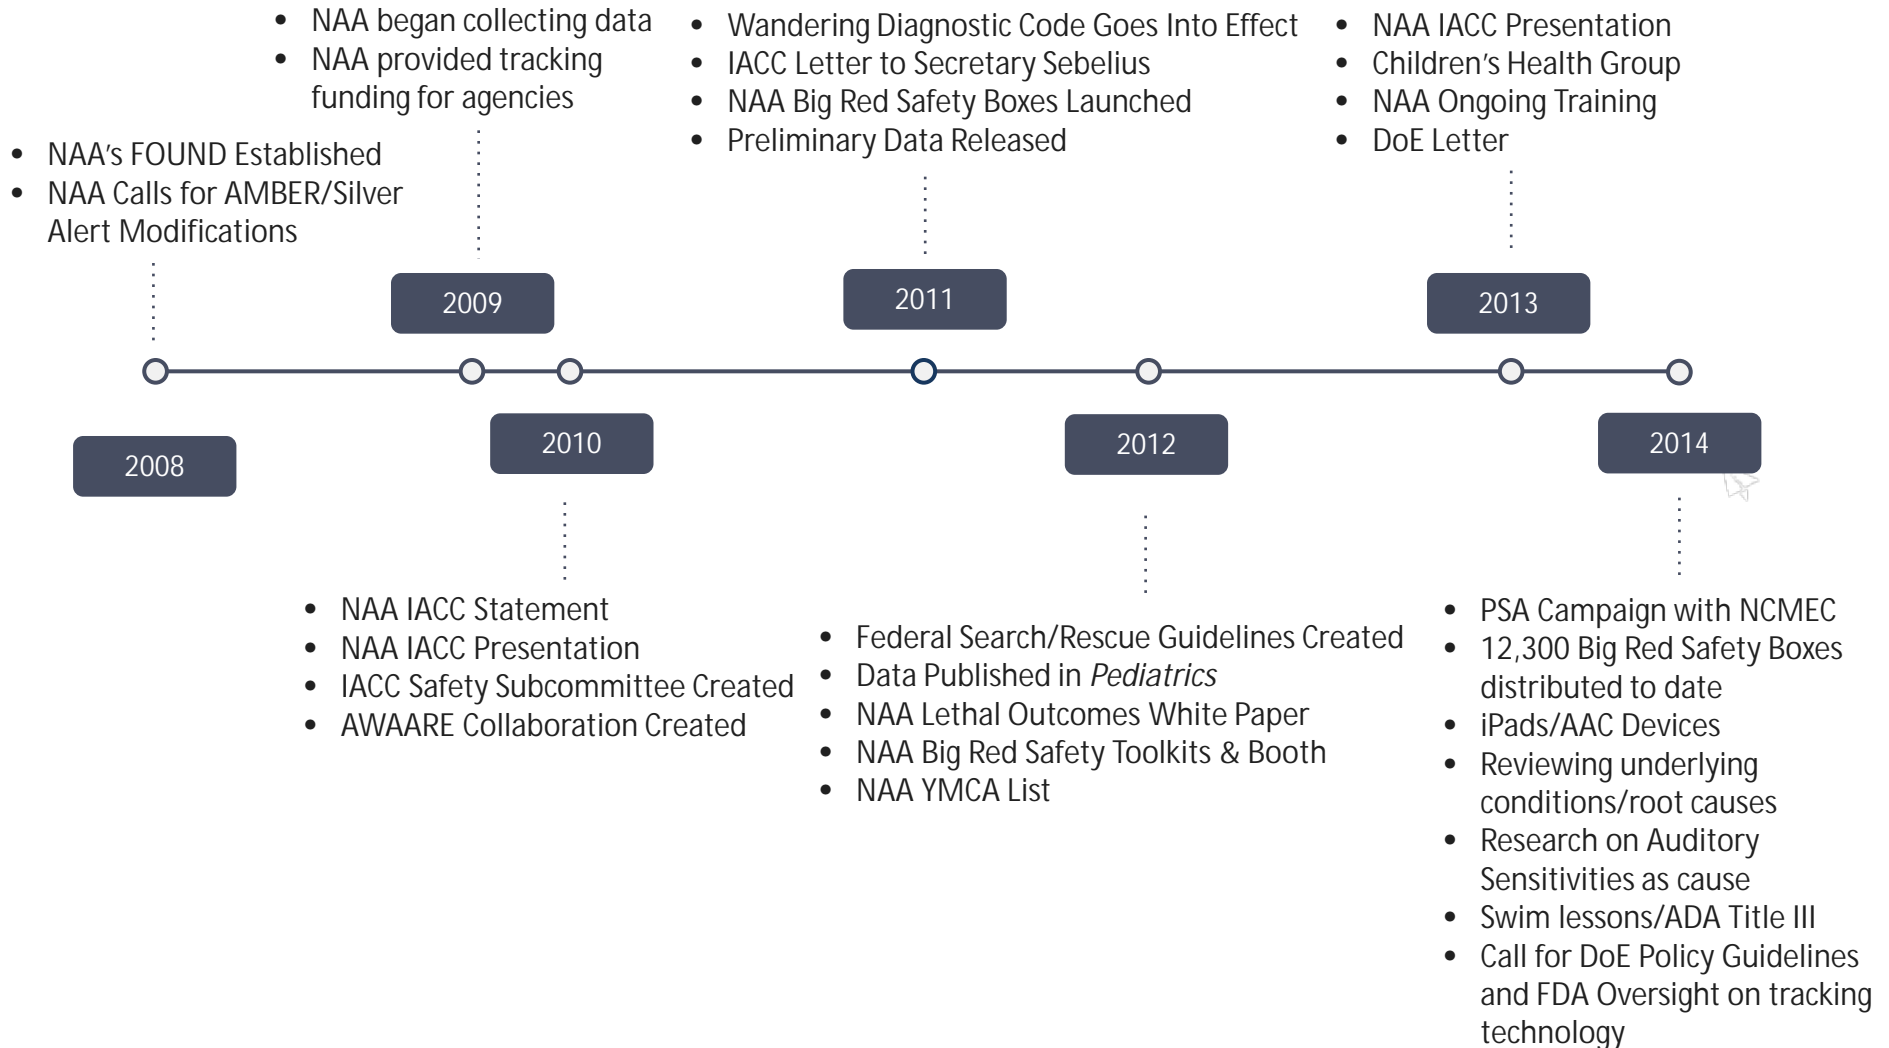 • NAA's FOUND Established
• NAA Calls for AMBER/Silver
Alert Modifications
2008
• NAA began collecting data
• NAA provided tracking
funding for agencies
2009
2010
• NAA IACC Statement
• NAA IACC Presentation
• IACC Safety Subcommittee Created
• AWAARE Collaboration Created
• Wandering Diagnostic Code Goes Into Effect
• IACC Letter to Secretary Sebelius
• NAA Big Red Safety Boxes Launched
• Preliminary Data Released
2011
2012
• Federal Search/Rescue Guidelines Created
• Data Published in Pediatrics
• NAA Lethal Outcomes White Paper
• NAA Big Red Safety Toolkits & Booth
• NAA YMCA List
• NAA IACC Presentation
• Children's Health Group
• NAA Ongoing Training
• DoE Letter
2013
2014
• PSA Campaign with NCMEC
• 12,300 Big Red Safety Boxes
distributed to date
• iPads/AAC Devices
• Reviewing underlying
conditions/root causes
• Research on Auditory
Sensitivities as cause
• Swim lessons/ADA Title III
• Call for DoE Policy Guidelines
and FDA Oversight on tracking
technology